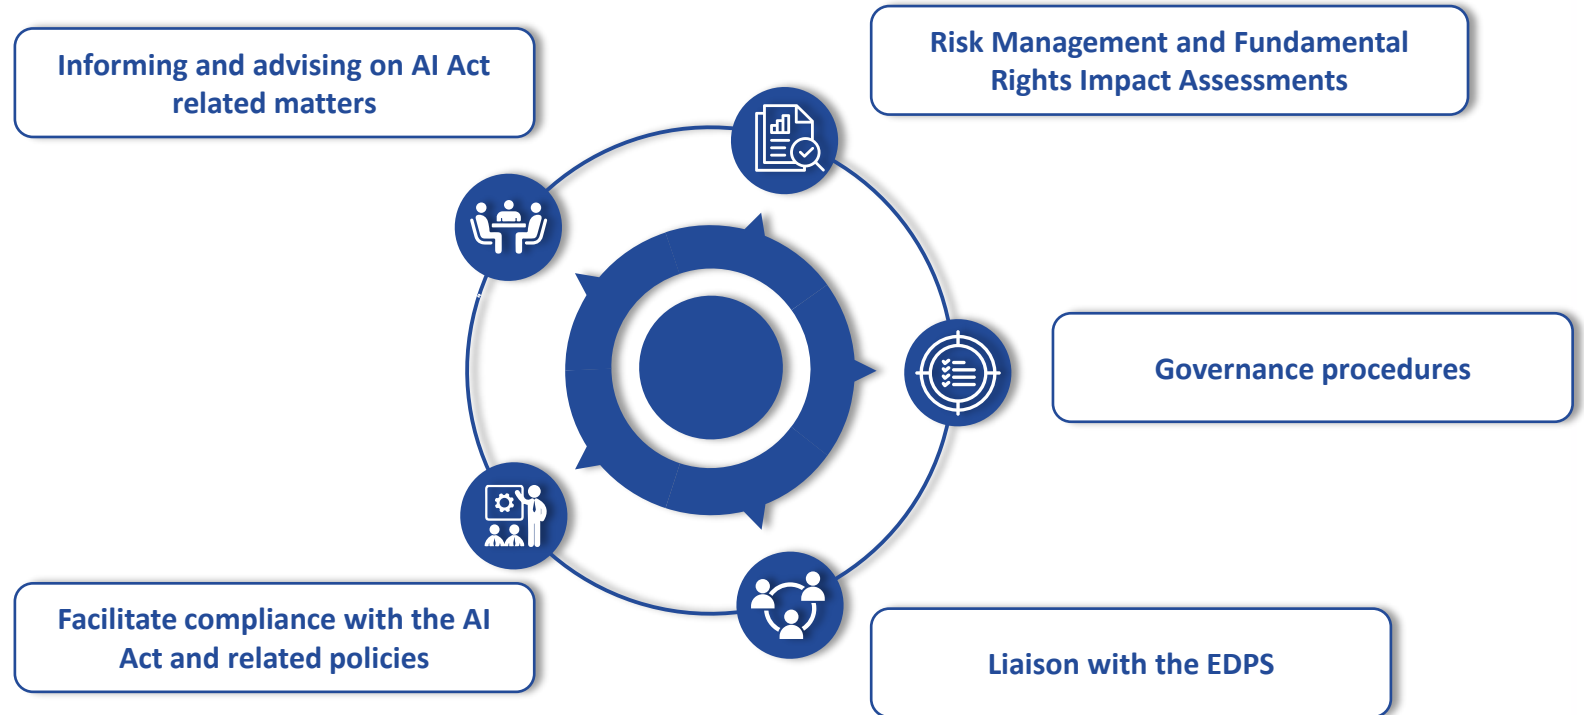 Informing and advising on AI Act
related matters
Risk Management and Fundamental
Rights Impact Assessments
Governance procedures
Facilitate compliance with the AI
Act and related policies
Liaison with the EDPS